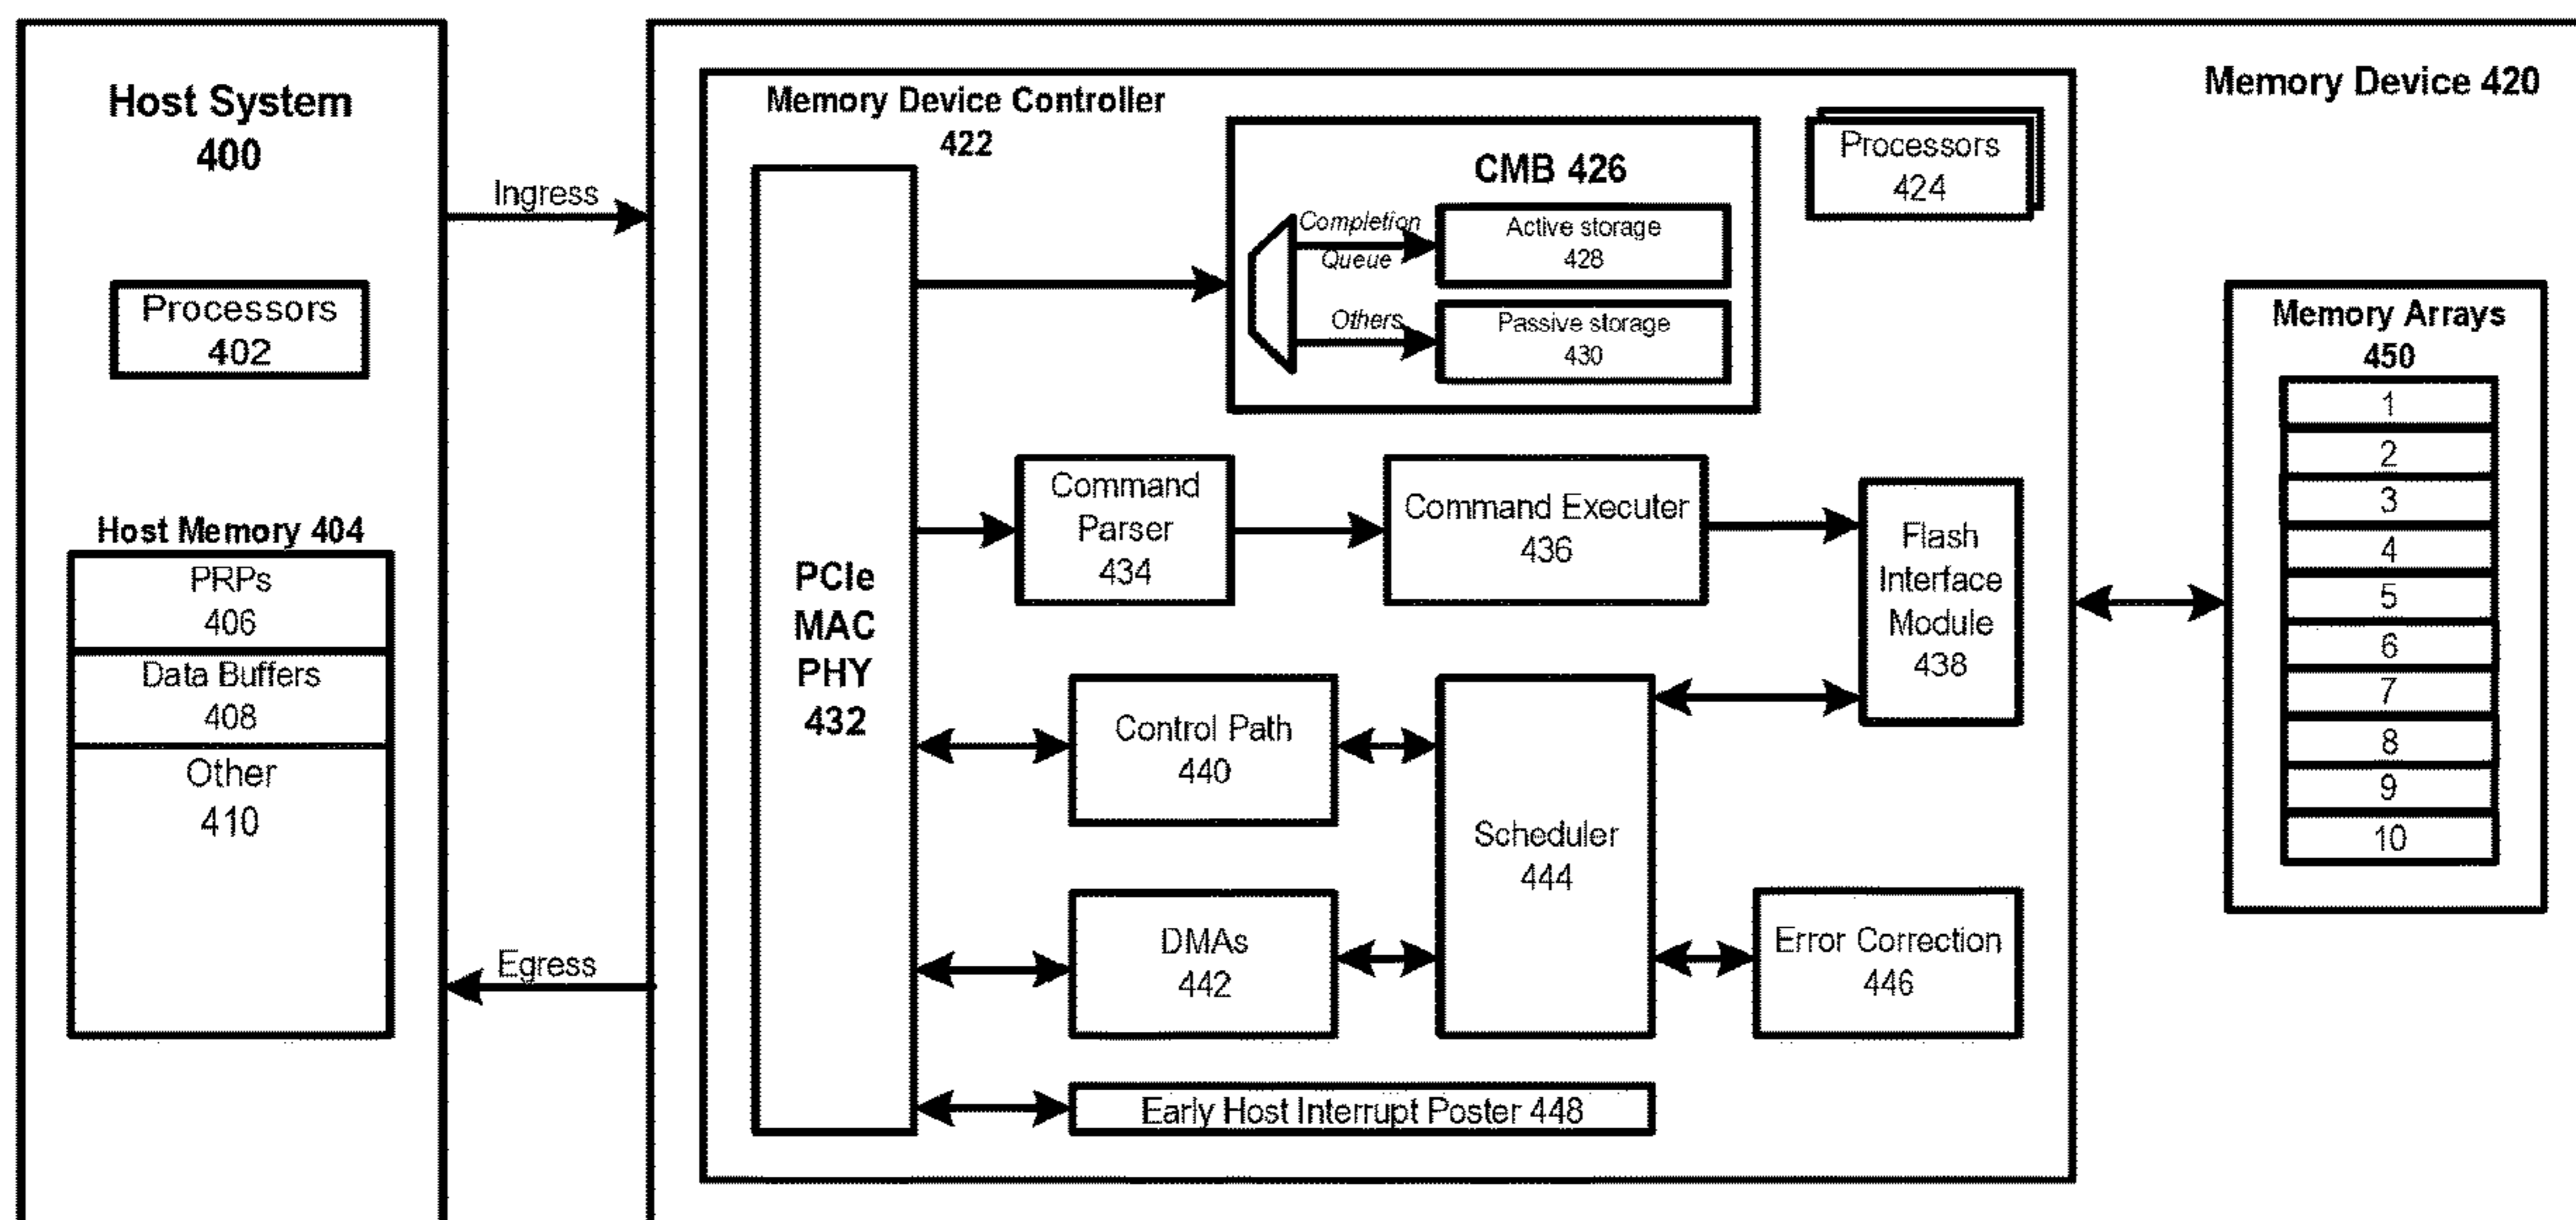 Host System
400
Ingress
Processors
402
Host Memory 404
PRPs
406
Data Buffers
408
Other
410
Egress
Memory Device 420
Memory Device Controller
422
PCIe
MAC
PHY
432
CMB 426
Completion
Queue
Active storage
428
Others
Passive storage
430
Processors
424
Command
Parser
434
Command Executer
436
Flash
Interface
Module
438
Control Path
440
DMAs
442
Scheduler
444
Error Correction
446
Early Host Interrupt Poster 448
Memory Arrays
450
1
2
3
4
5
6
7
8
9
10